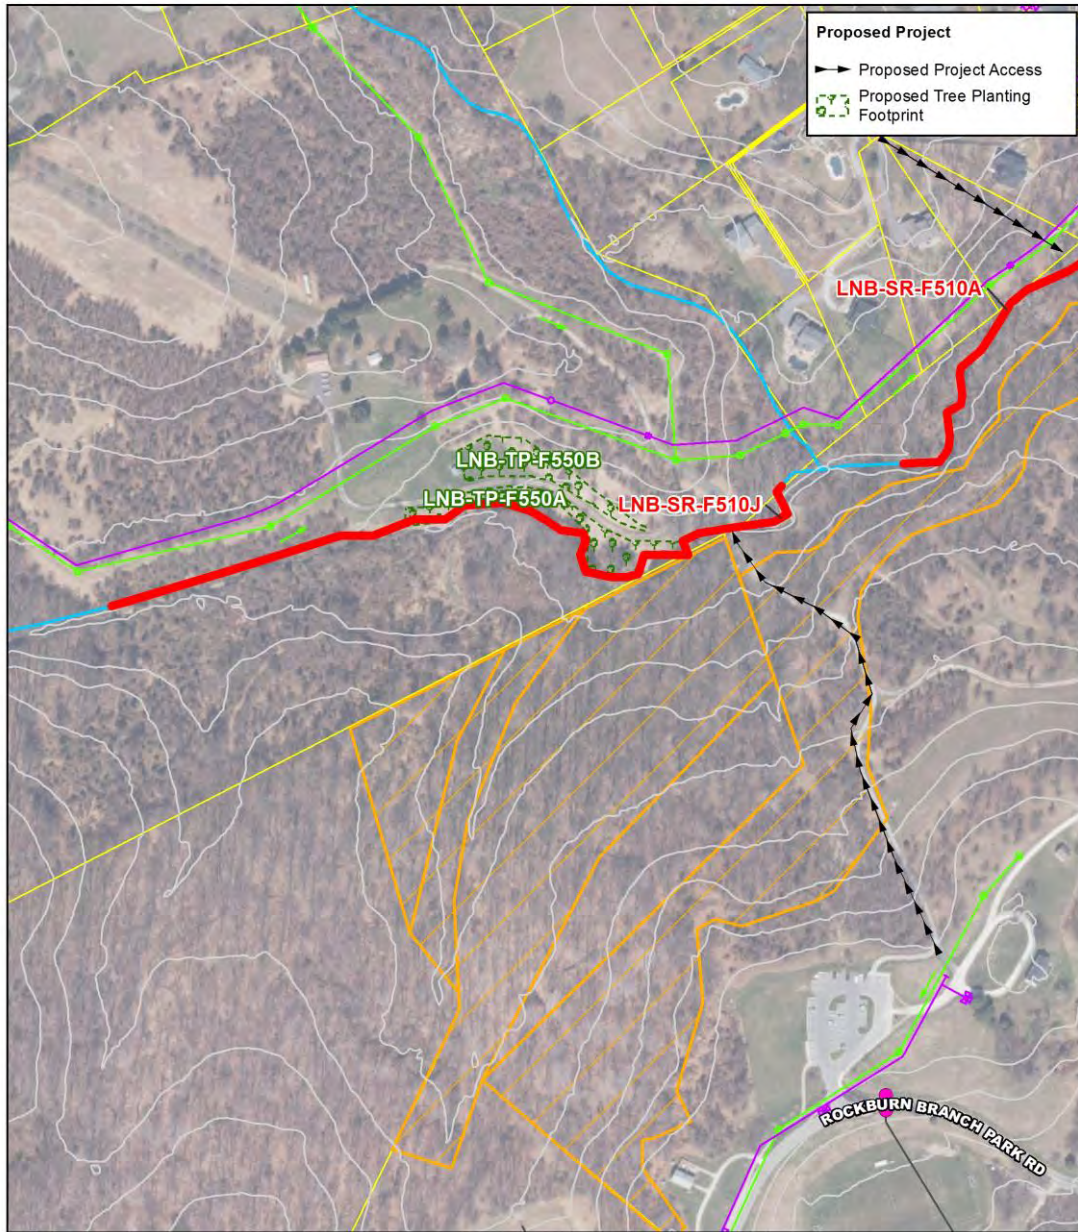 Proposed Project
Proposed Project Access
Proposed Tree Planting
Footprint
LNB-SR-F510A
LNB-TP-F550B
LNB-TP-F550A
LNB-SR-F510J
ROCKBURN BRANCH PARK RD